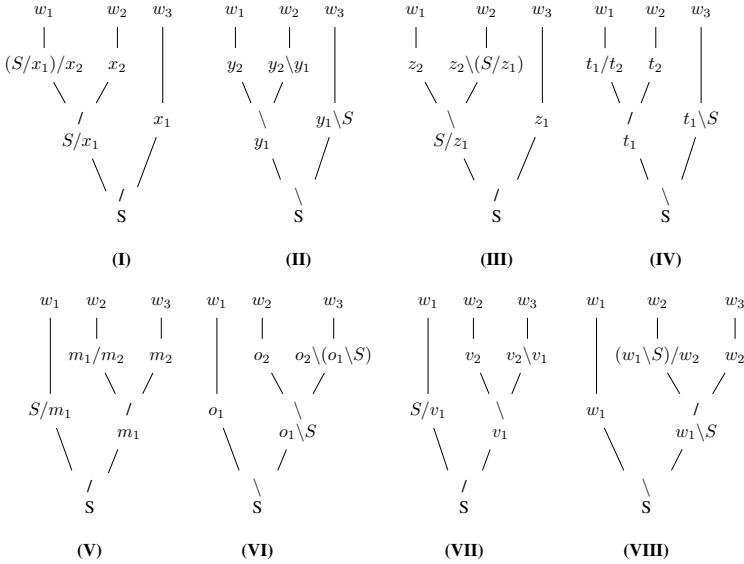 w₁ w₂ w₃ w₁ w₂ w₃ w₁ w₂ w₃ w₁ w₂ w₃
(S/x₁)/x₂ x₂ y₂ y₂\y₁ z₂ z₂\(S/z₁) t₁/t₂ t₂
/ x₁ \ y₁\S \ z₁ / t₁\S
S/x₁ y₁ S/z₁ t₁
/ \ / \
S S S S
(I) (II) (III) (IV)
w₁ w₂ w₃ w₁ w₂ w₃ w₁ w₂ w₃ w₁ w₂ w₃
m₁/m₂ m₂ o₂ o₂\(o₁\S) v₂ v₂\v₁ (w₁\S)/w₂ w₂
S/m₁ / o₁ \ S/v₁ \ w₁ /
m₁ o₁\S v₁ w₁\S
/ \ / \
S S S S
(V) (VI) (VII) (VIII)